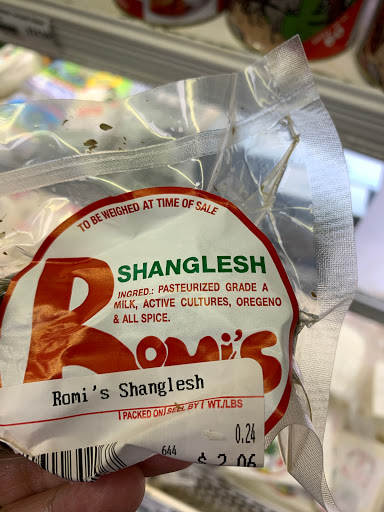 TO BE WEIGHED AT TIME OF SALE
SHANGLESH
INGRED.: PASTEURIZED GRADE A
MILK, ACTIVE CULTURES, OREGENO
& ALL SPICE.
Romi's
Romi's Shanglesh
PACKED ON SELL BY WT./LBS
0.24
644
$ 2.06